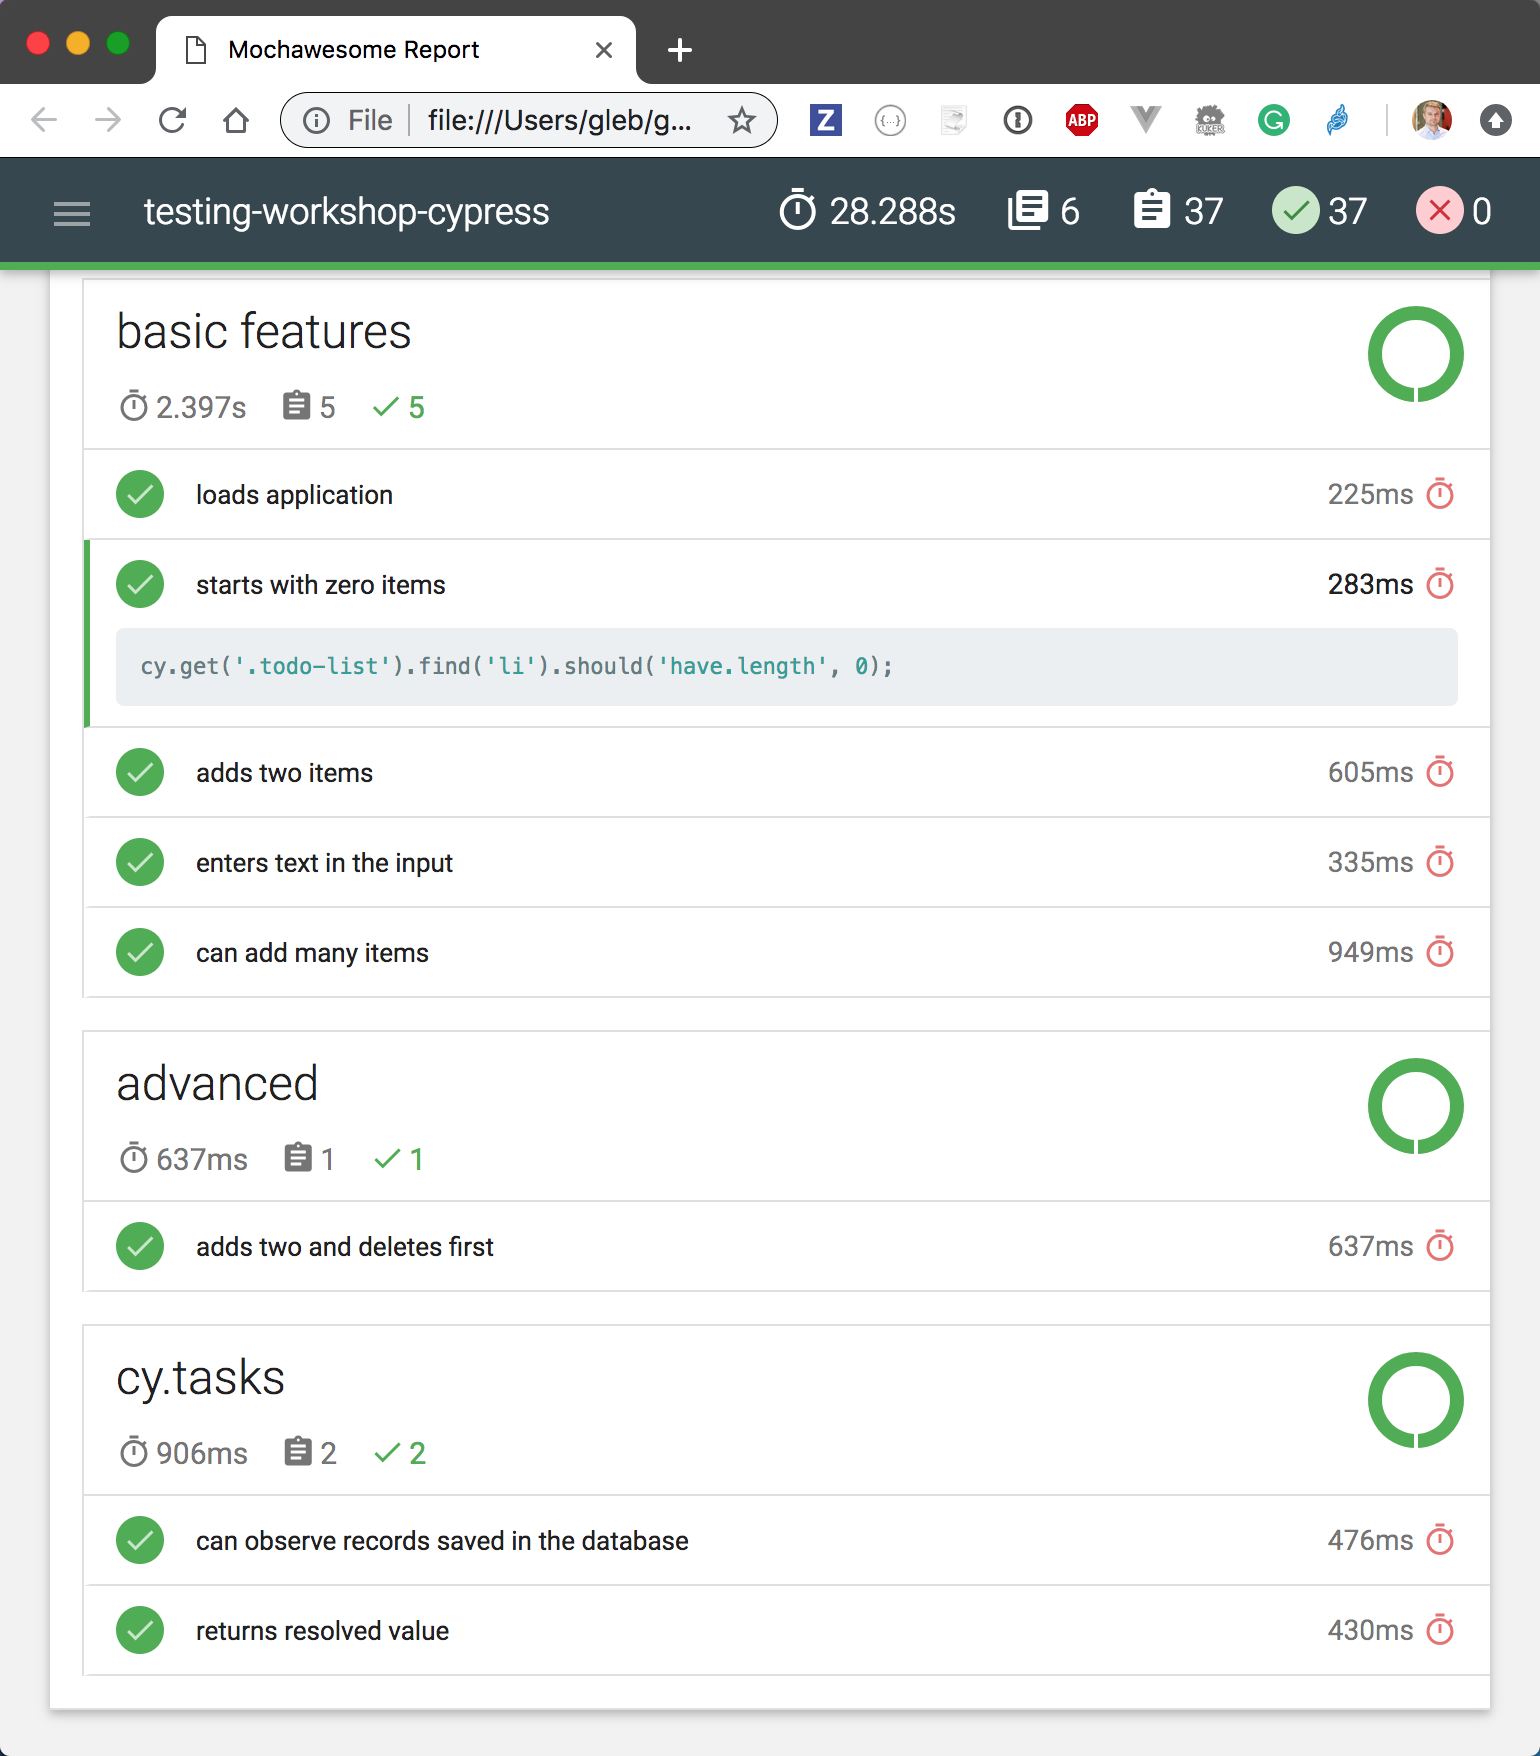 Mochawesome Report
File file:///Users/gleb/g...
Z {...} ABP KUKER G
testing-workshop-cypress 28.288s 6 37 37 0
basic features
2.397s 5 5
loads application 225ms
starts with zero items 283ms
cy.get('.todo-list').find('li').should('have.length', 0);
adds two items 605ms
enters text in the input 335ms
can add many items 949ms
advanced
637ms 1 1
adds two and deletes first 637ms
cy.tasks
906ms 2 2
can observe records saved in the database 476ms
returns resolved value 430ms